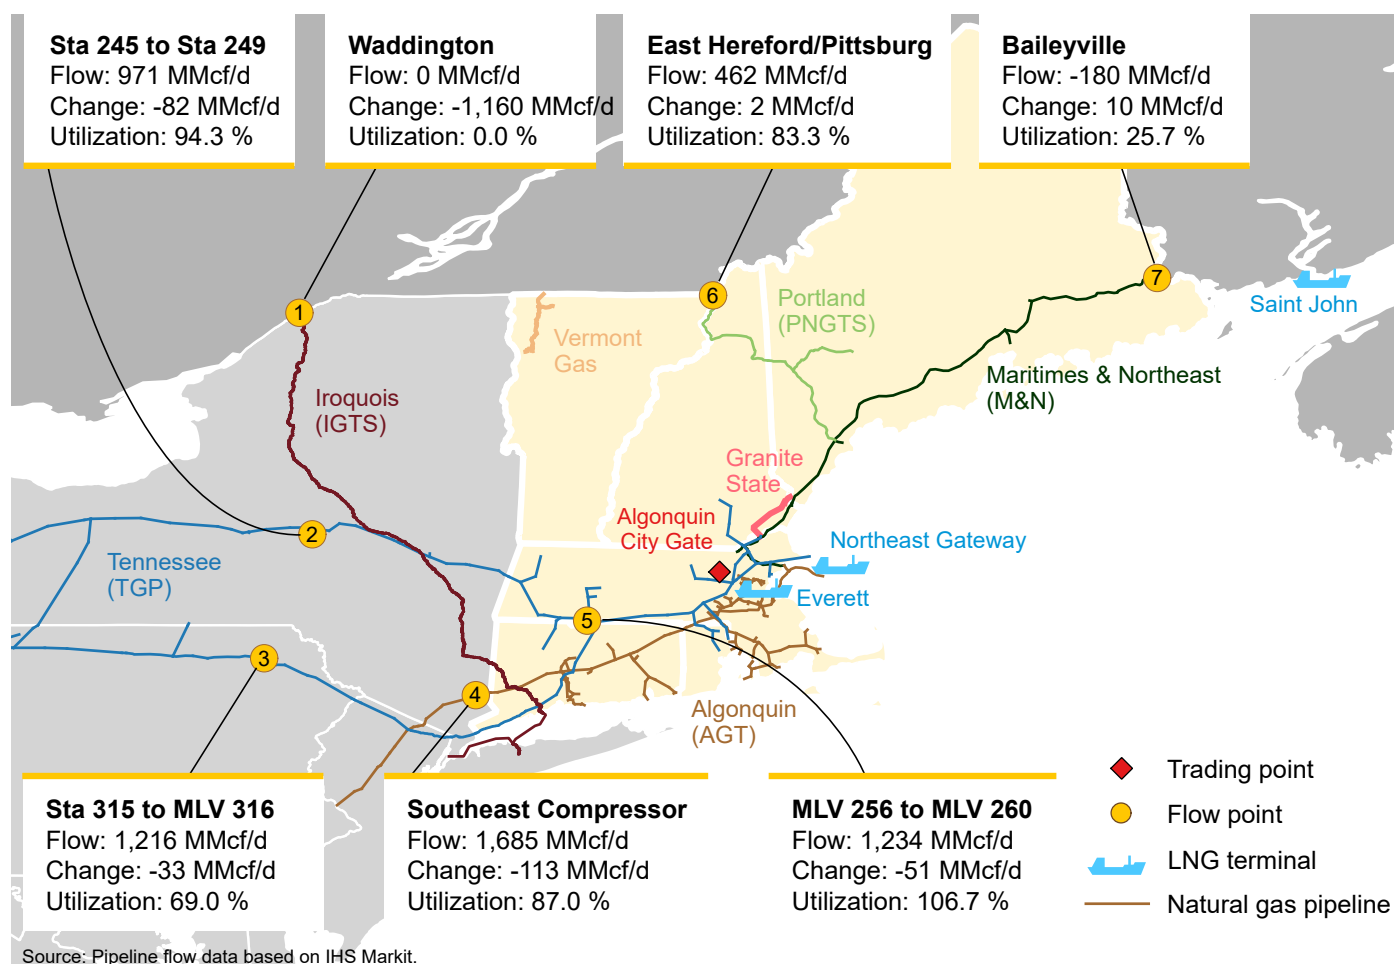 Sta 245 to Sta 249
Flow: 971 MMcf/d
Change: -82 MMcf/d
Utilization: 94.3 %
Waddington
Flow: 0 MMcf/d
Change: -1,160 MMcf/d
Utilization: 0.0 %
East Hereford/Pittsburg
Flow: 462 MMcf/d
Change: 2 MMcf/d
Utilization: 83.3 %
Baileyville
Flow: -180 MMcf/d
Change: 10 MMcf/d
Utilization: 25.7 %
1
6
7
Saint John
Portland
(PNGTS)
Vermont
Gas
Maritimes & Northeast
(M&N)
Iroquois
(IGTS)
Granite
State
Algonquin
City Gate
2
Northeast Gateway
Tennessee
(TGP)
Everett
5
3
4
Algonquin
(AGT)
Sta 315 to MLV 316
Flow: 1,216 MMcf/d
Change: -33 MMcf/d
Utilization: 69.0 %
Southeast Compressor
Flow: 1,685 MMcf/d
Change: -113 MMcf/d
Utilization: 87.0 %
MLV 256 to MLV 260
Flow: 1,234 MMcf/d
Change: -51 MMcf/d
Utilization: 106.7 %
Trading point
Flow point
LNG terminal
Natural gas pipeline
Source: Pipeline flow data based on IHS Markit.